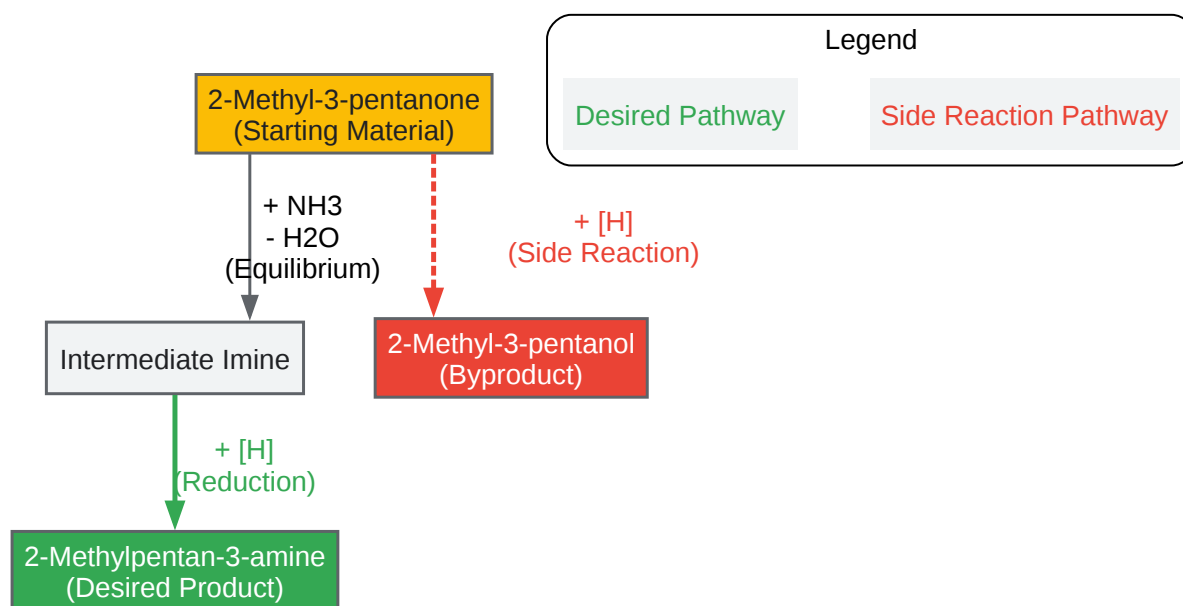 Legend
Desired Pathway
Side Reaction Pathway
2-Methyl-3-pentanone
(Starting Material)
+ NH3
- H2O
(Equilibrium)
+ [H]
(Side Reaction)
Intermediate Imine
2-Methyl-3-pentanol
(Byproduct)
+ [H]
(Reduction)
2-Methylpentan-3-amine
(Desired Product)